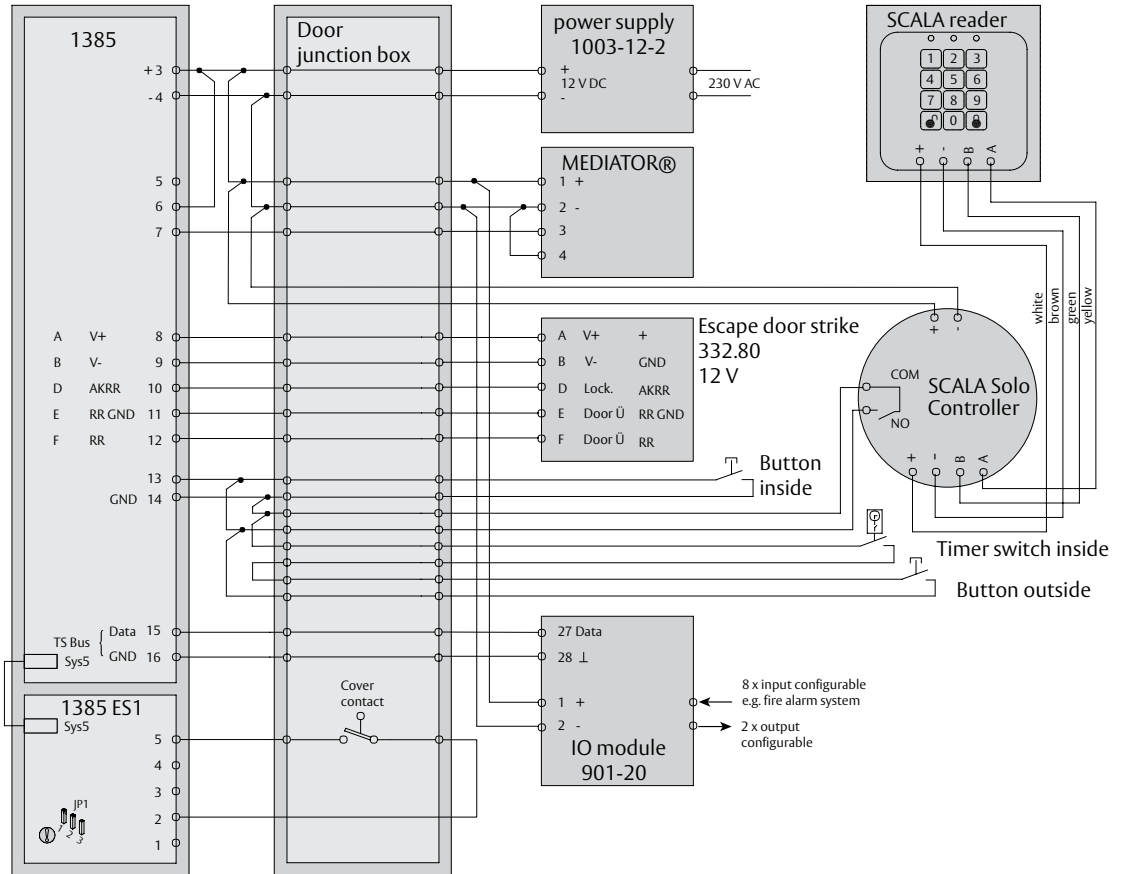 1385
+3
-4
5
6
7
A V+ 8
B V- 9
D AKRR 10
E RR GND 11
F RR 12
13
GND 14
TS Bus { Data 15
GND 16
Sys5
1385 ES1
Sys5
5
4
3
2
1
JP1
1
2
3
Door
junction box
Cover
contact
power supply
1003-12-2
+
12 V DC
-
230 V AC
MEDIATOR®
1 +
2 -
3
4
A V+ +
B V- GND
D Lock. AKRR
E Door Ü RR GND
F Door Ü RR
Escape door strike
332.80
12 V
Button
inside
Timer switch inside
Button outside
27 Data
28 ⊥
1 +
2 -
IO module
901-20
8 x input configurable
e.g. fire alarm system
2 x output
configurable
SCALA reader
1 2 3
4 5 6
7 8 9
0
+ - B A
white
brown
green
yellow
+ -
COM
NO
SCALA Solo
Controller
+ - B A